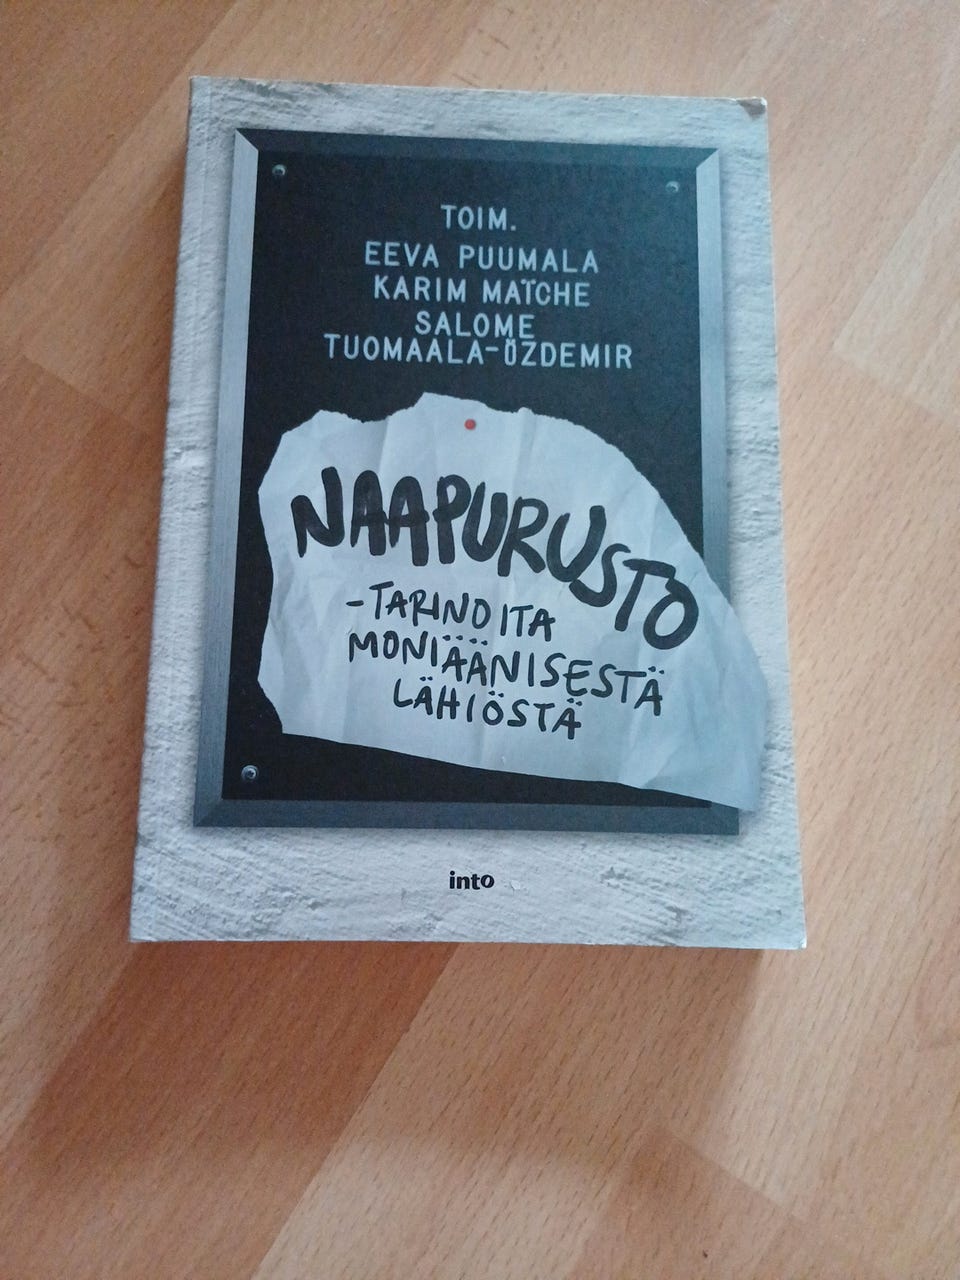 TOIM.
EEVA PUUMALA
KARIM MAÏCHE
SALOME
TUOMAALA-ÖZDEMIR
NAAPURUSTO
-TARINOITA
MONIÄÄNISESTÄ
LÄHIÖSTÄ
into